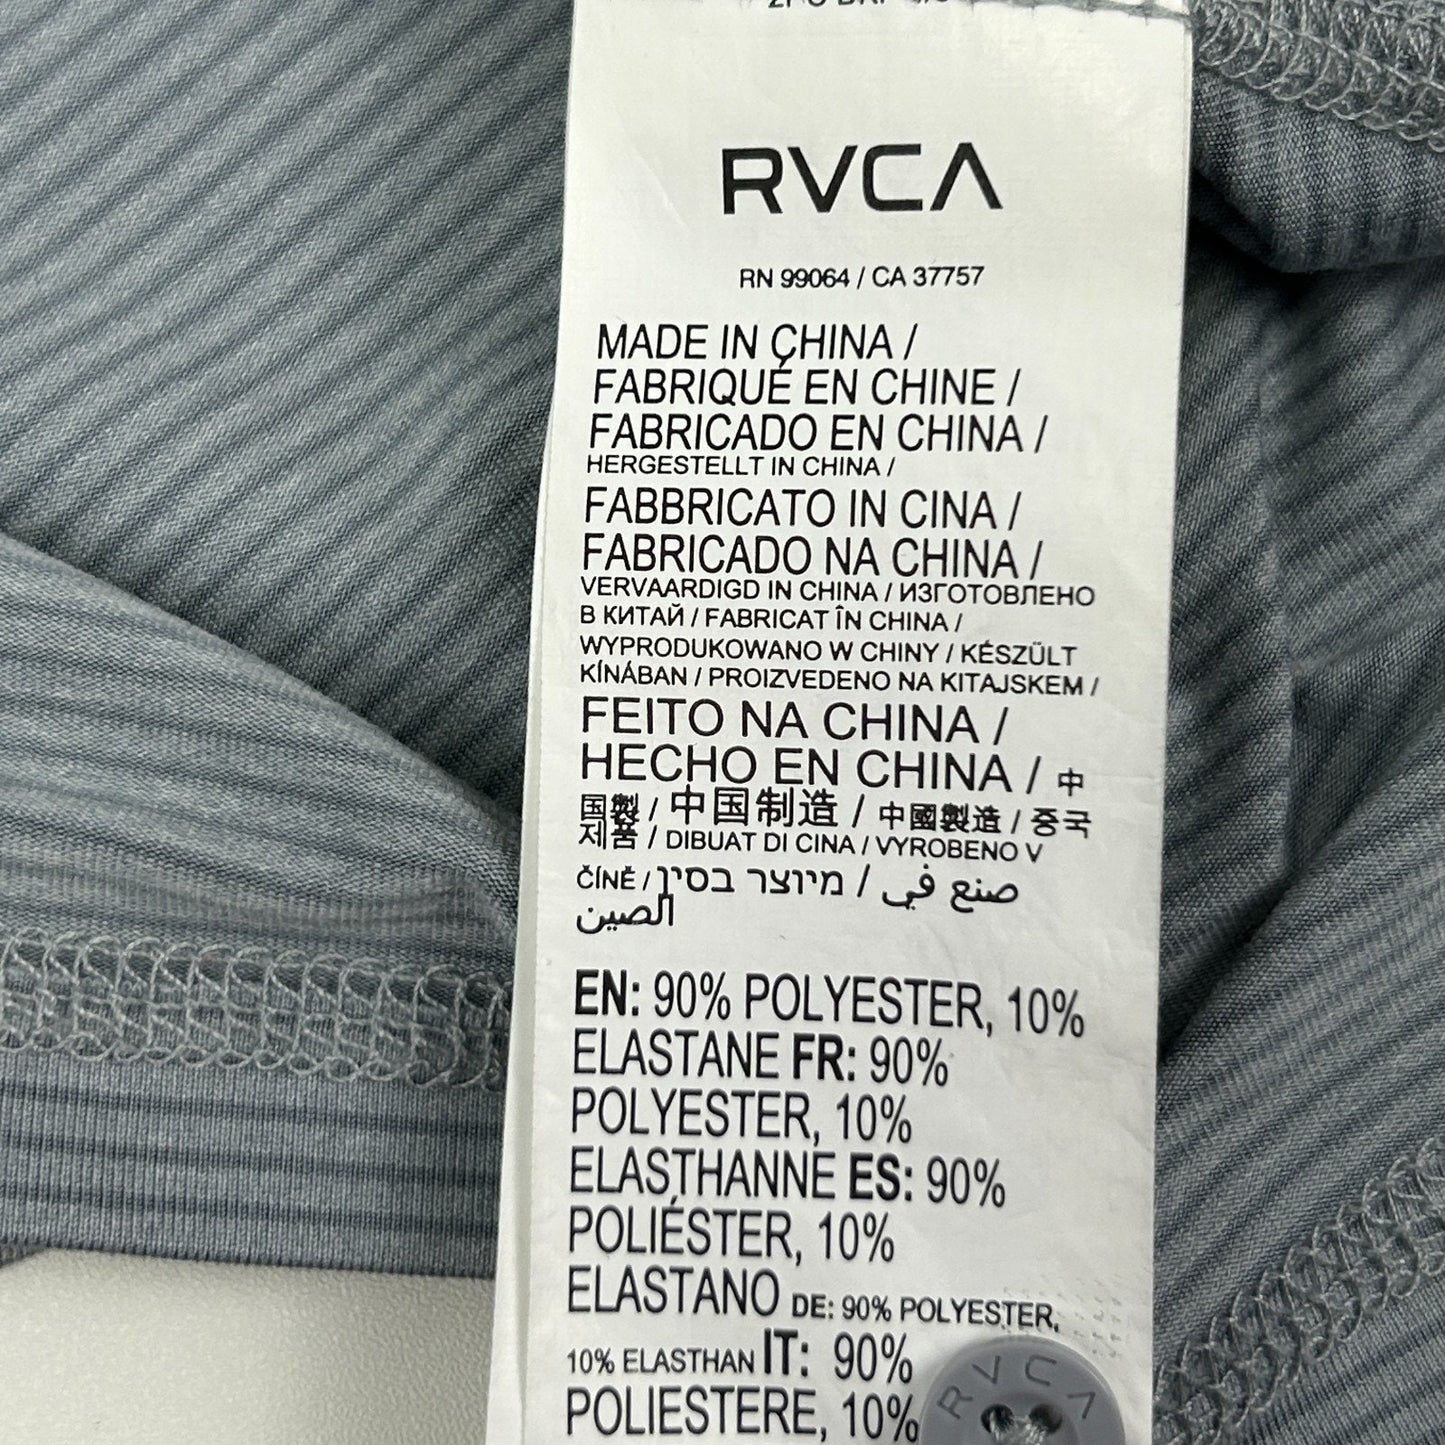 RVCA
RN 99064 / CA 37757
MADE IN CHINA /
FABRIQUÉ EN CHINE /
FABRICADO EN CHINA /
HERGESTELLT IN CHINA /
FABBRICATO IN CINA /
FABRICADO NA CHINA /
VERVAARDIGD IN CHINA / ИЗГОТОВЛЕНО
В КИТАЙ / FABRICAT ÎN CHINA /
WYPRODUKOWANO W CHINY / KÉSZÜLT
KÍNÁBAN / PROIZVEDENO NA KITAJSKEM /
FEITO NA CHINA /
HECHO EN CHINA / 中
国製 / 中国制造 / 中國製造 / 중국
제품 / DIBUAT DI CINA / VYROBENO V
ČÍNĚ / מיוצר בסין / صنع في
الصين
EN: 90% POLYESTER, 10%
ELASTANE FR: 90%
POLYESTER, 10%
ELASTHANNE ES: 90%
POLIÉSTER, 10%
ELASTANO DE: 90% POLYESTER,
10% ELASTHAN IT: 90%
POLIESTERE, 10%
RVCA